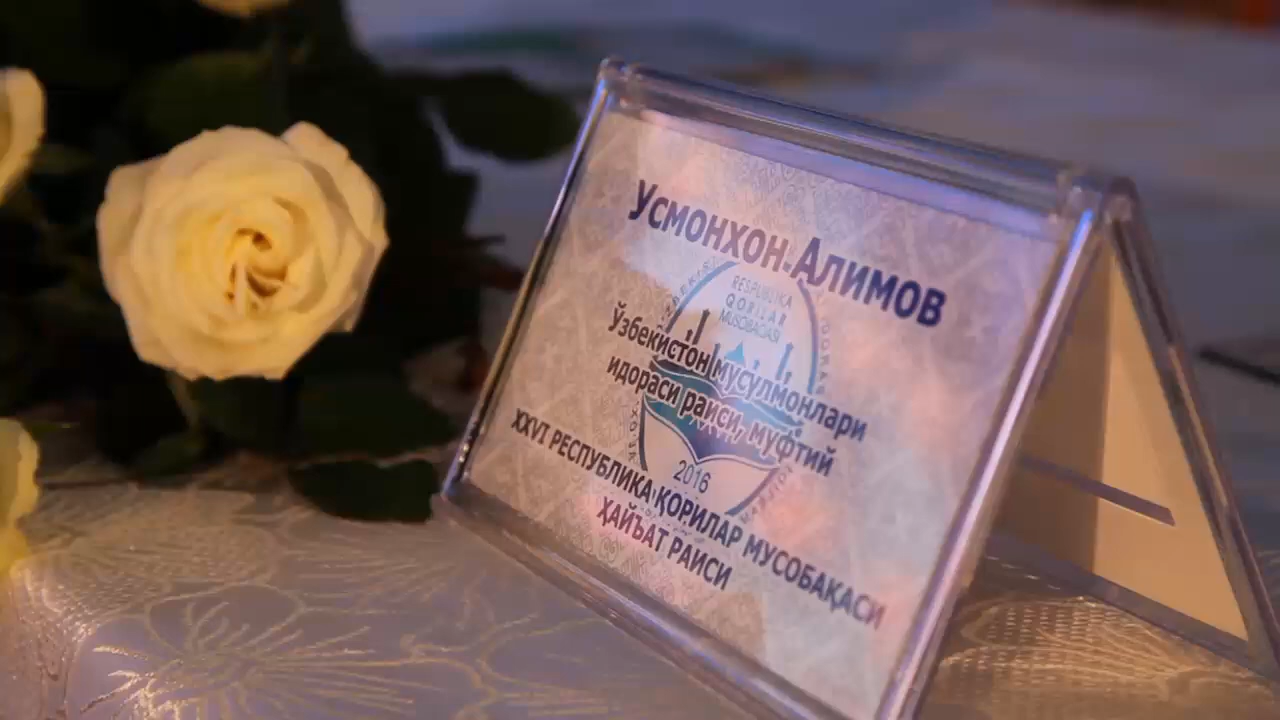 Усмонхон Алимов
RESPUBLIKA
QORILAR
MUSOBAQASI
Ўзбекистон мусулмонлари
идораси раиси, муфтий
2016
XXVI РЕСПУБЛИКА ҚОРИЛАР МУСОБАҚАСИ
ҲАЙЪАТ РАИСИ